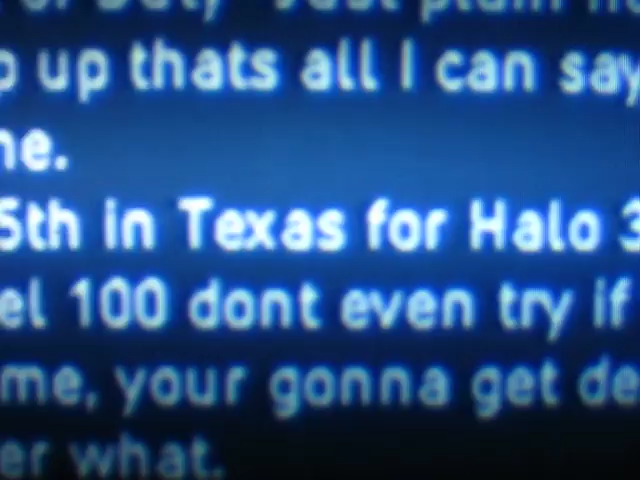 up thats all I can say
me.
5th in Texas for Halo 3
el 100 dont even try if
me, your gonna get de
er what.